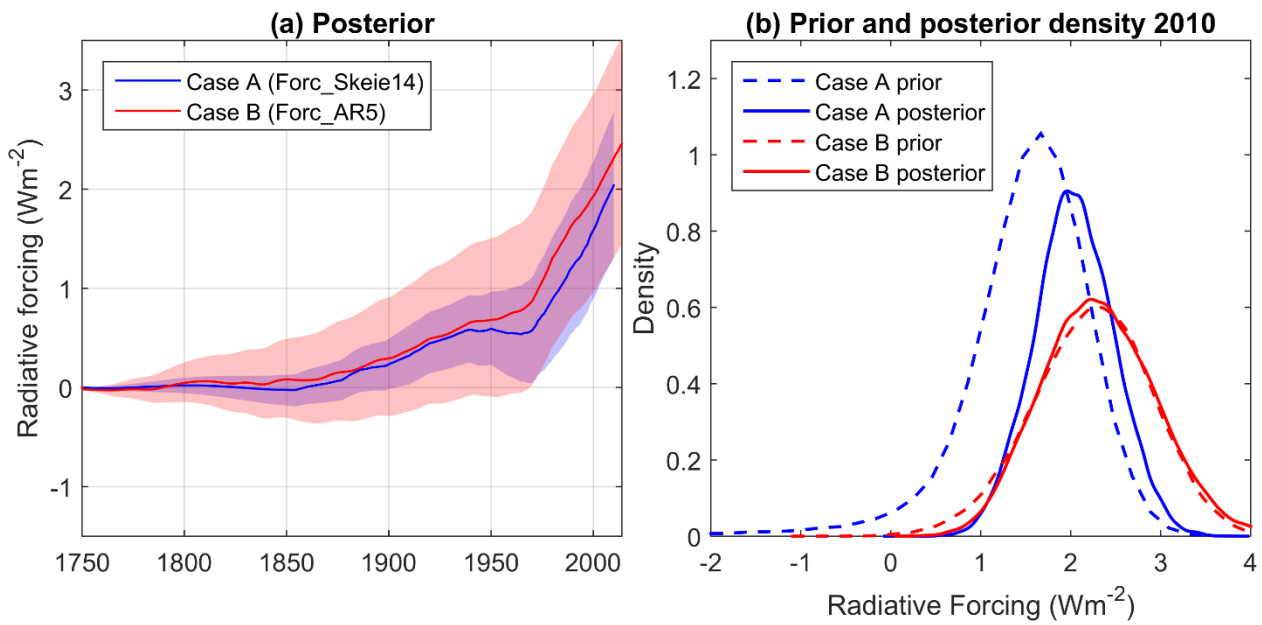 (a) Posterior
Case A (Forc_Skeie14)
Case B (Forc_AR5)
Radiative forcing (Wm-2)
3
2
1
0
-1
1750 1800 1850 1900 1950 2000
(b) Prior and posterior density 2010
Case A prior
Case A posterior
Case B prior
Case B posterior
Density
1.2
1
0.8
0.6
0.4
0.2
0
-2 -1 0 1 2 3 4
Radiative Forcing (Wm-2)